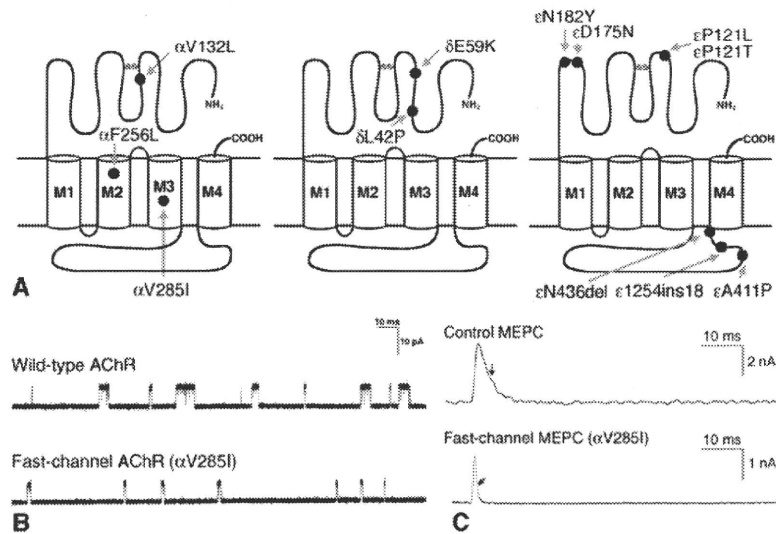 αV132L
αF256L
NH₂
COOH
M1 M2 M3 M4
αV285I
δE59K
δL42P
NH₂
COOH
M1 M2 M3 M4
εN182Y
εD175N
εP121L
εP121T
NH₂
COOH
M1 M2 M3 M4
εN436del ε1254ins18 εA411P
A
10 ms
10 pA
Wild-type AChR
Fast-channel AChR (αV285I)
B
Control MEPC
10 ms
2 nA
Fast-channel MEPC (αV285I)
10 ms
1 nA
C